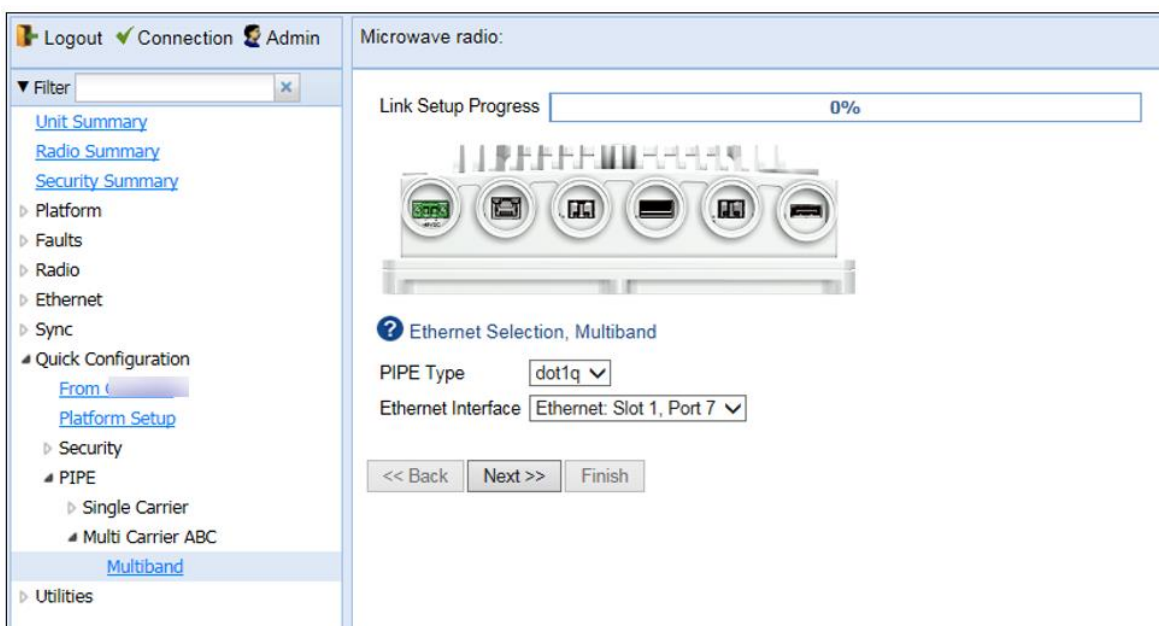 Logout Connection Admin
Microwave radio:
Filter
Unit Summary
Radio Summary
Security Summary
Platform
Faults
Radio
Ethernet
Sync
Quick Configuration
From
Platform Setup
Security
PIPE
Single Carrier
Multi Carrier ABC
Multiband
Utilities
Link Setup Progress 0%
? Ethernet Selection, Multiband
PIPE Type dot1q
Ethernet Interface Ethernet: Slot 1, Port 7
<< Back Next >> Finish